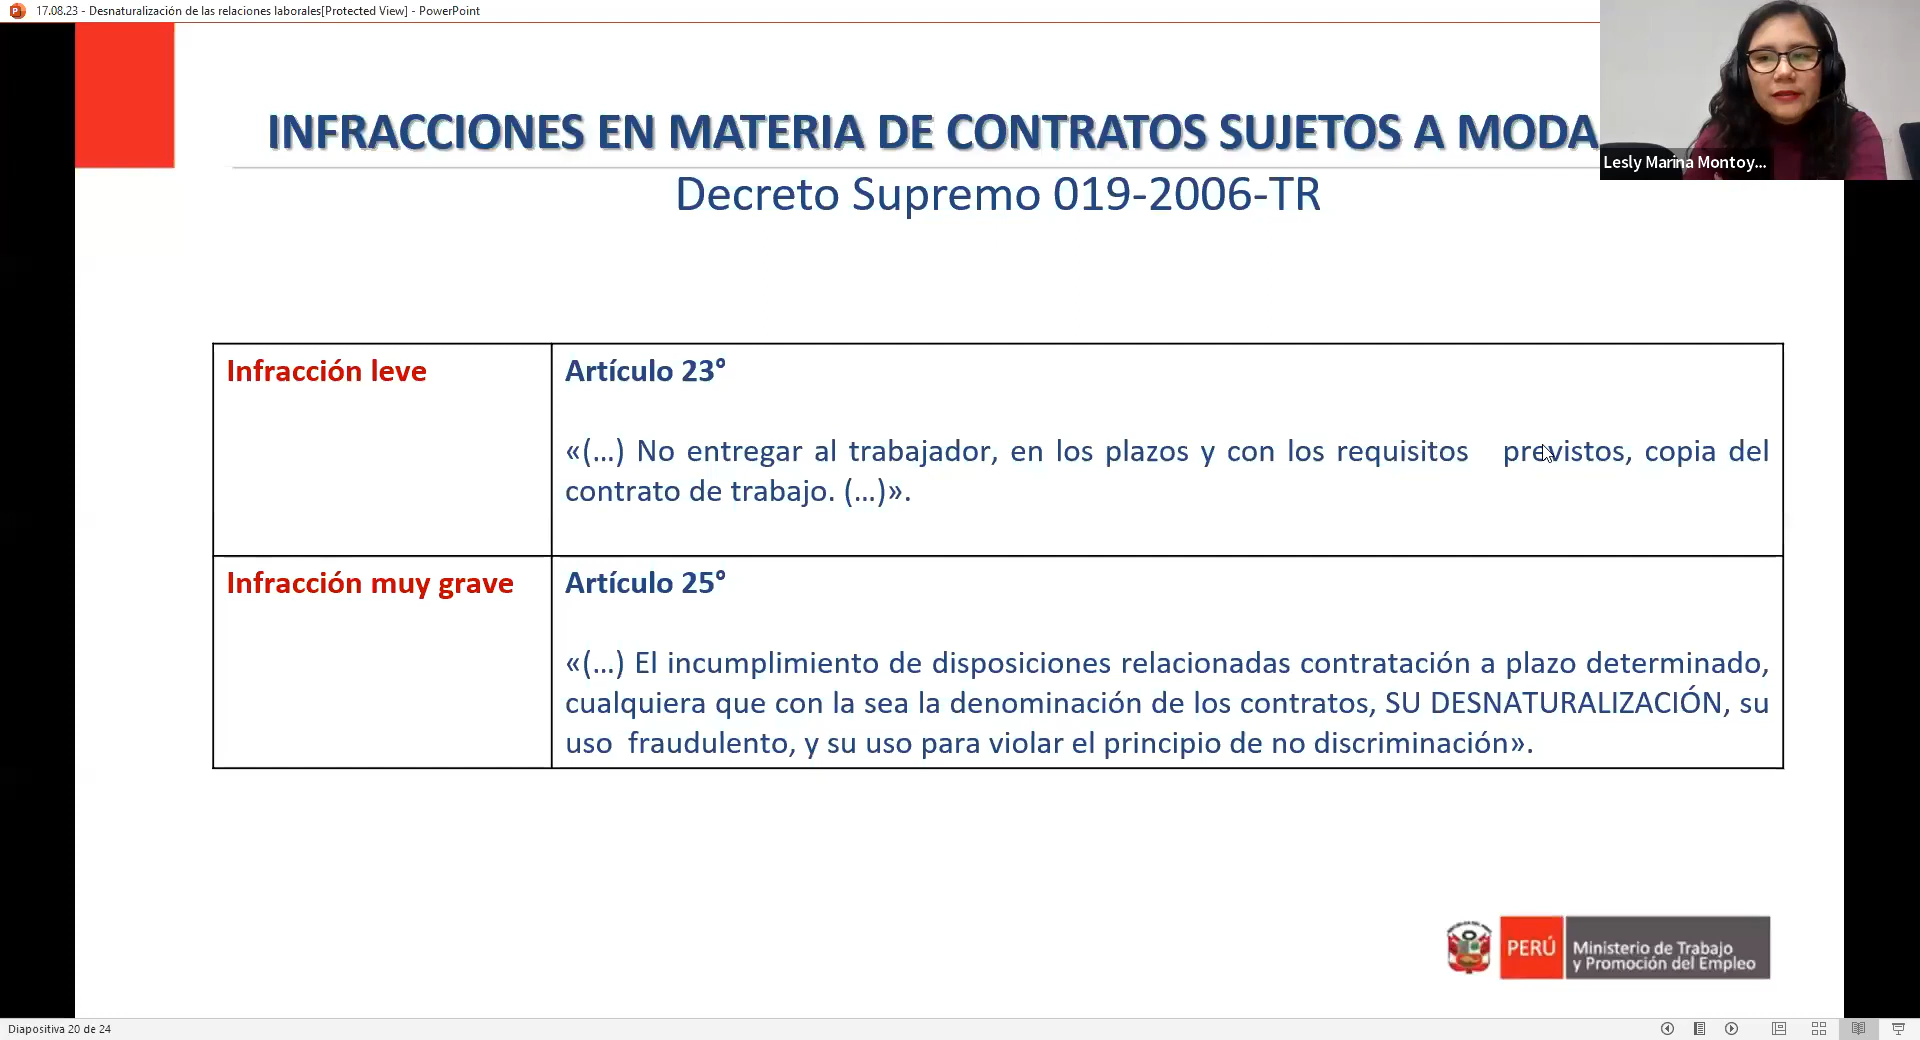 17.08.23 - Desnaturalización de las relaciones laborales[Protected View] - PowerPoint
INFRACCIONES EN MATERIA DE CONTRATOS SUJETOS A MODA
Lesly Marina Montoy...
Decreto Supremo 019-2006-TR
Infracción leve
Artículo 23°
«(...) No entregar al trabajador, en los plazos y con los requisitos previstos, copia del
contrato de trabajo. (...)».
Infracción muy grave
Artículo 25°
«(...) El incumplimiento de disposiciones relacionadas contratación a plazo determinado,
cualquiera que con la sea la denominación de los contratos, SU DESNATURALIZACIÓN, su
uso fraudulento, y su uso para violar el principio de no discriminación».
PERÚ
Ministerio de Trabajo
y Promoción del Empleo
Diapositiva 20 de 24